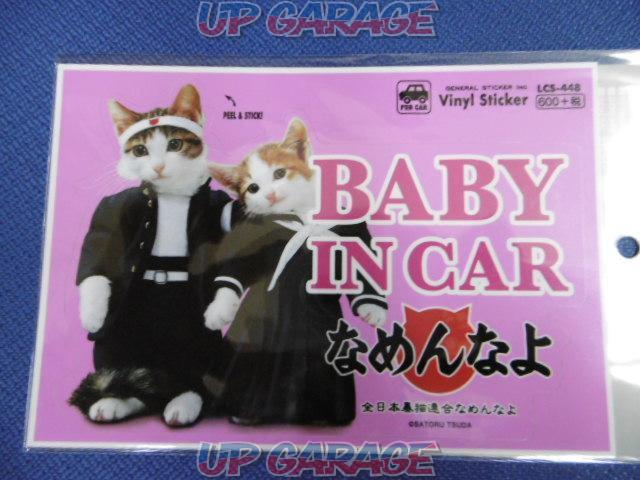 UP GARAGE
GENERAL STICKER INC
LCS-448
FOR CAR
Vinyl Sticker
600+税
PEEL & STICK!
BABY
IN CAR
なめんなよ
全日本暴猫連合なめんなよ
©SATORU TSUDA
UP GARAGE